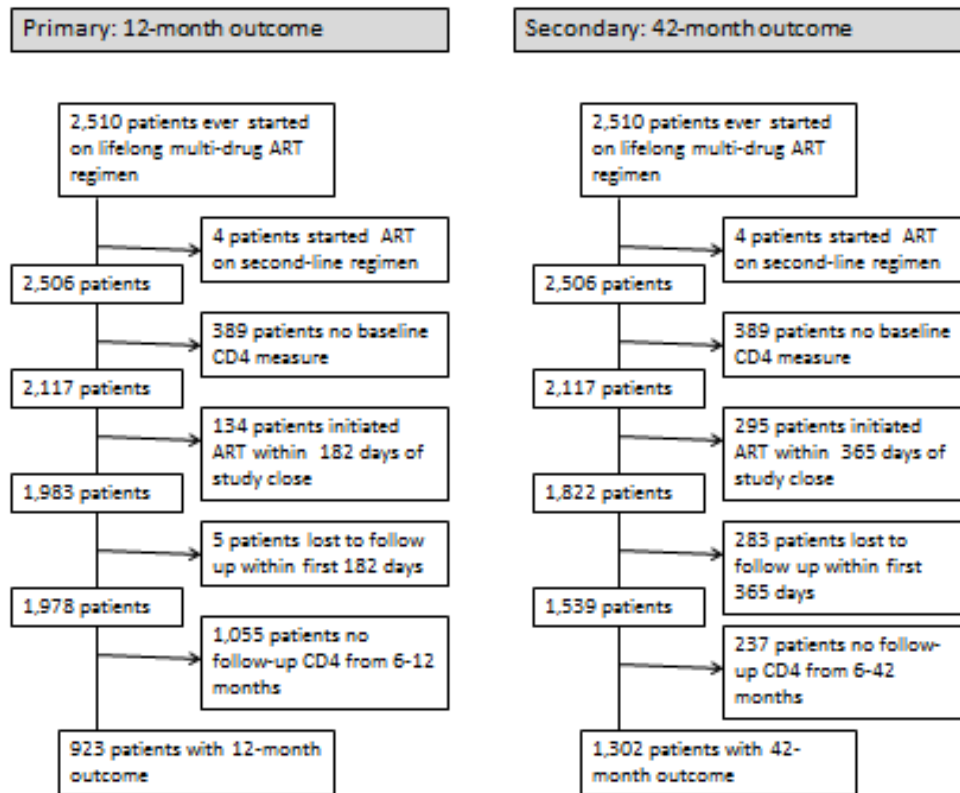 Primary: 12-month outcome
2,510 patients ever started
on lifelong multi-drug ART
regimen
4 patients started ART
on second-line regimen
2,506 patients
389 patients no baseline
CD4 measure
2,117 patients
134 patients initiated
ART within 182 days of
study close
1,983 patients
5 patients lost to follow
up within first 182 days
1,978 patients
1,055 patients no
follow-up CD4 from 6-12
months
923 patients with 12-month
outcome
Secondary: 42-month outcome
2,510 patients ever started
on lifelong multi-drug ART
regimen
4 patients started ART
on second-line regimen
2,506 patients
389 patients no baseline
CD4 measure
2,117 patients
295 patients initiated
ART within 365 days of
study close
1,822 patients
283 patients lost to
follow up within first
365 days
1,539 patients
237 patients no follow-
up CD4 from 6-42
months
1,302 patients with 42-
month outcome